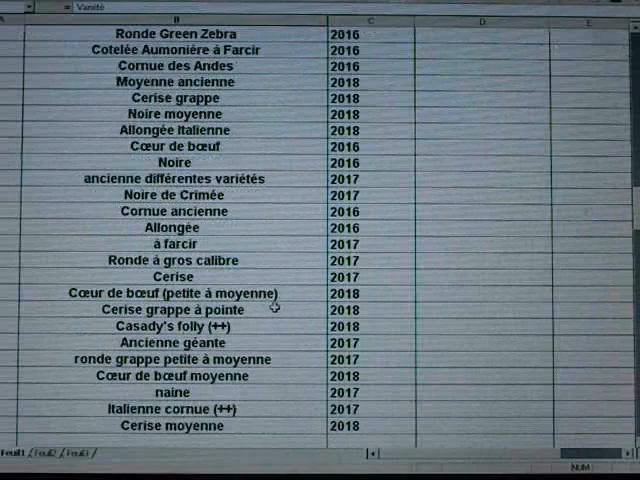 = Variété
B C D E
Ronde Green Zebra 2016
Cotelée Aumonière à Farcir 2016
Cornue des Andes 2016
Moyenne ancienne 2018
Cerise grappe 2018
Noire moyenne 2018
Allongée Italienne 2018
Cœur de bœuf 2016
Noire 2016
ancienne différentes variétés 2017
Noire de Crimée 2017
Cornue ancienne 2016
Allongée 2016
à farcir 2017
Ronde à gros calibre 2017
Cerise 2017
Cœur de bœuf (petite à moyenne) 2018
Cerise grappe à pointe 2018
Casady's folly (++) 2018
Ancienne géante 2017
ronde grappe petite à moyenne 2017
Cœur de bœuf moyenne 2018
naine 2017
Italienne cornue (++) 2017
Cerise moyenne 2018
Feuil1 / Feuil2 / Feuil3 /
NUM